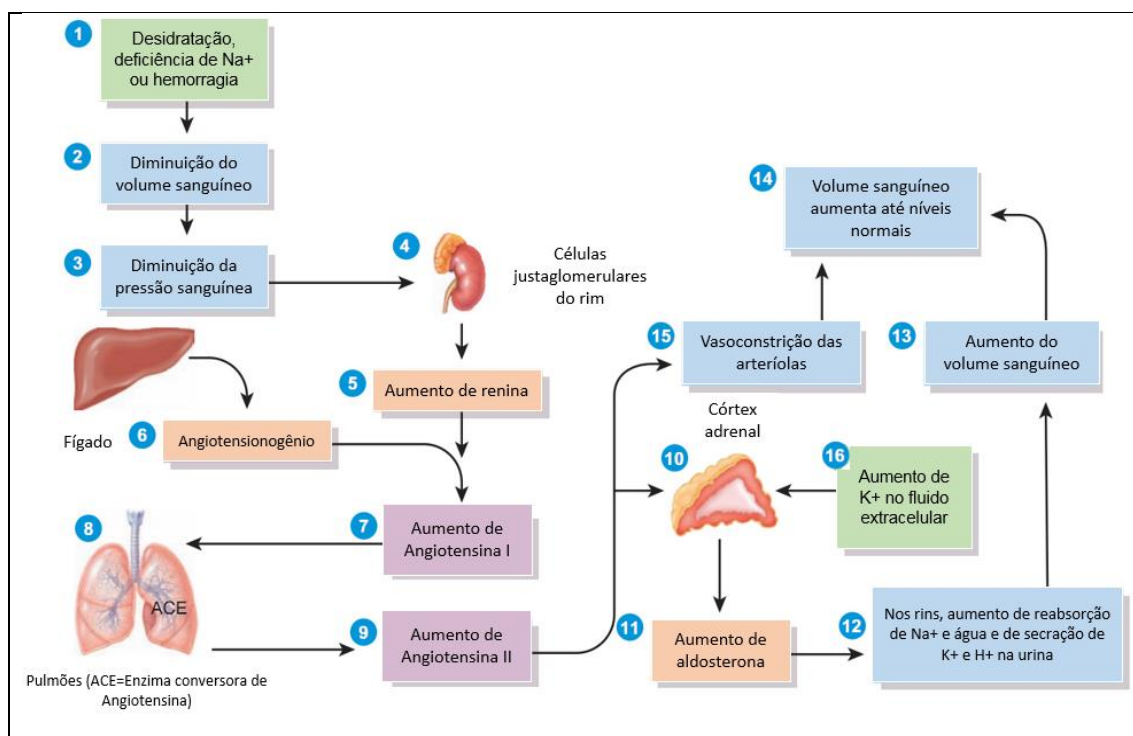 1
Desidratação,
deficiência de Na+
ou hemorragia
2
Diminuição do
volume sanguíneo
3
Diminuição da
pressão sanguínea
4
Células
justaglomerulares
do rim
5
Aumento de renina
Fígado
6
Angiotensionogênio
7
Aumento de
Angiotensina I
8
ACE
Pulmões (ACE=Enzima conversora de
Angiotensina)
9
Aumento de
Angiotensina II
10
Córtex
adrenal
11
Aumento de
aldosterona
12
Nos rins, aumento de reabsorção
de Na+ e água e de secração de
K+ e H+ na urina
13
Aumento do
volume sanguíneo
14
Volume sanguíneo
aumenta até níveis
normais
15
Vasoconstrição das
arteríolas
16
Aumento de
K+ no fluido
extracelular